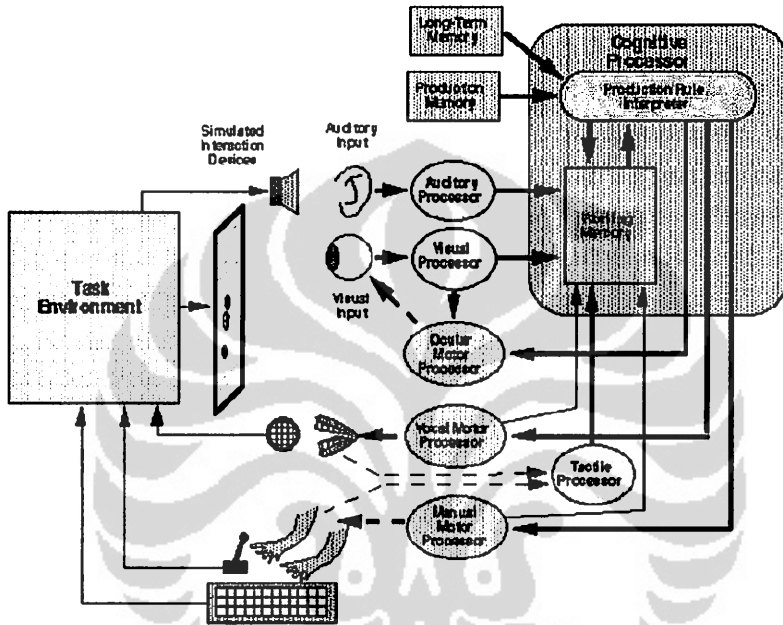 Long-Term
Memory
Cognitive
Processor
Production
Memory
Production Rule
Interpreter
Simulated
Interaction
Devices
Auditory
Input
Auditory
Processor
Working
Memory
Visual
Processor
Task
Environment
Visual
Input
Ocular
Motor
Processor
Vocal Motor
Processor
Tactile
Processor
Manual
Motor
Processor